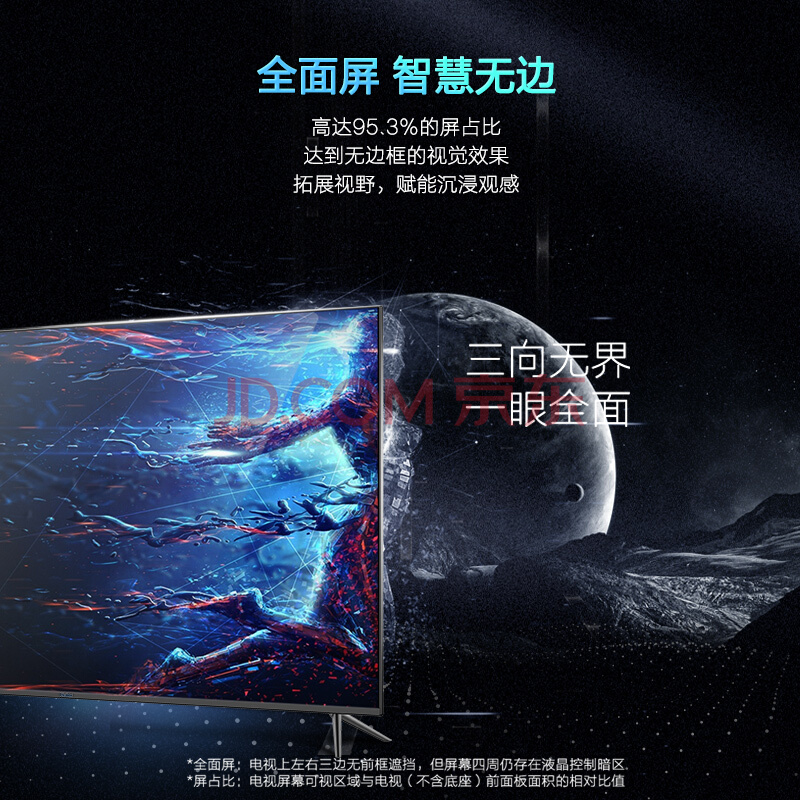 全面屏 智慧无边
高达95.3%的屏占比
达到无边框的视觉效果
拓展视野，赋能沉浸观感
三向无界
JD.COM 京东
一眼全面
*全面屏：电视上左右三边无前框遮挡，但屏幕四周仍存在液晶控制暗区
*屏占比：电视屏幕可视区域与电视（不含底座）前面板面积的相对比值